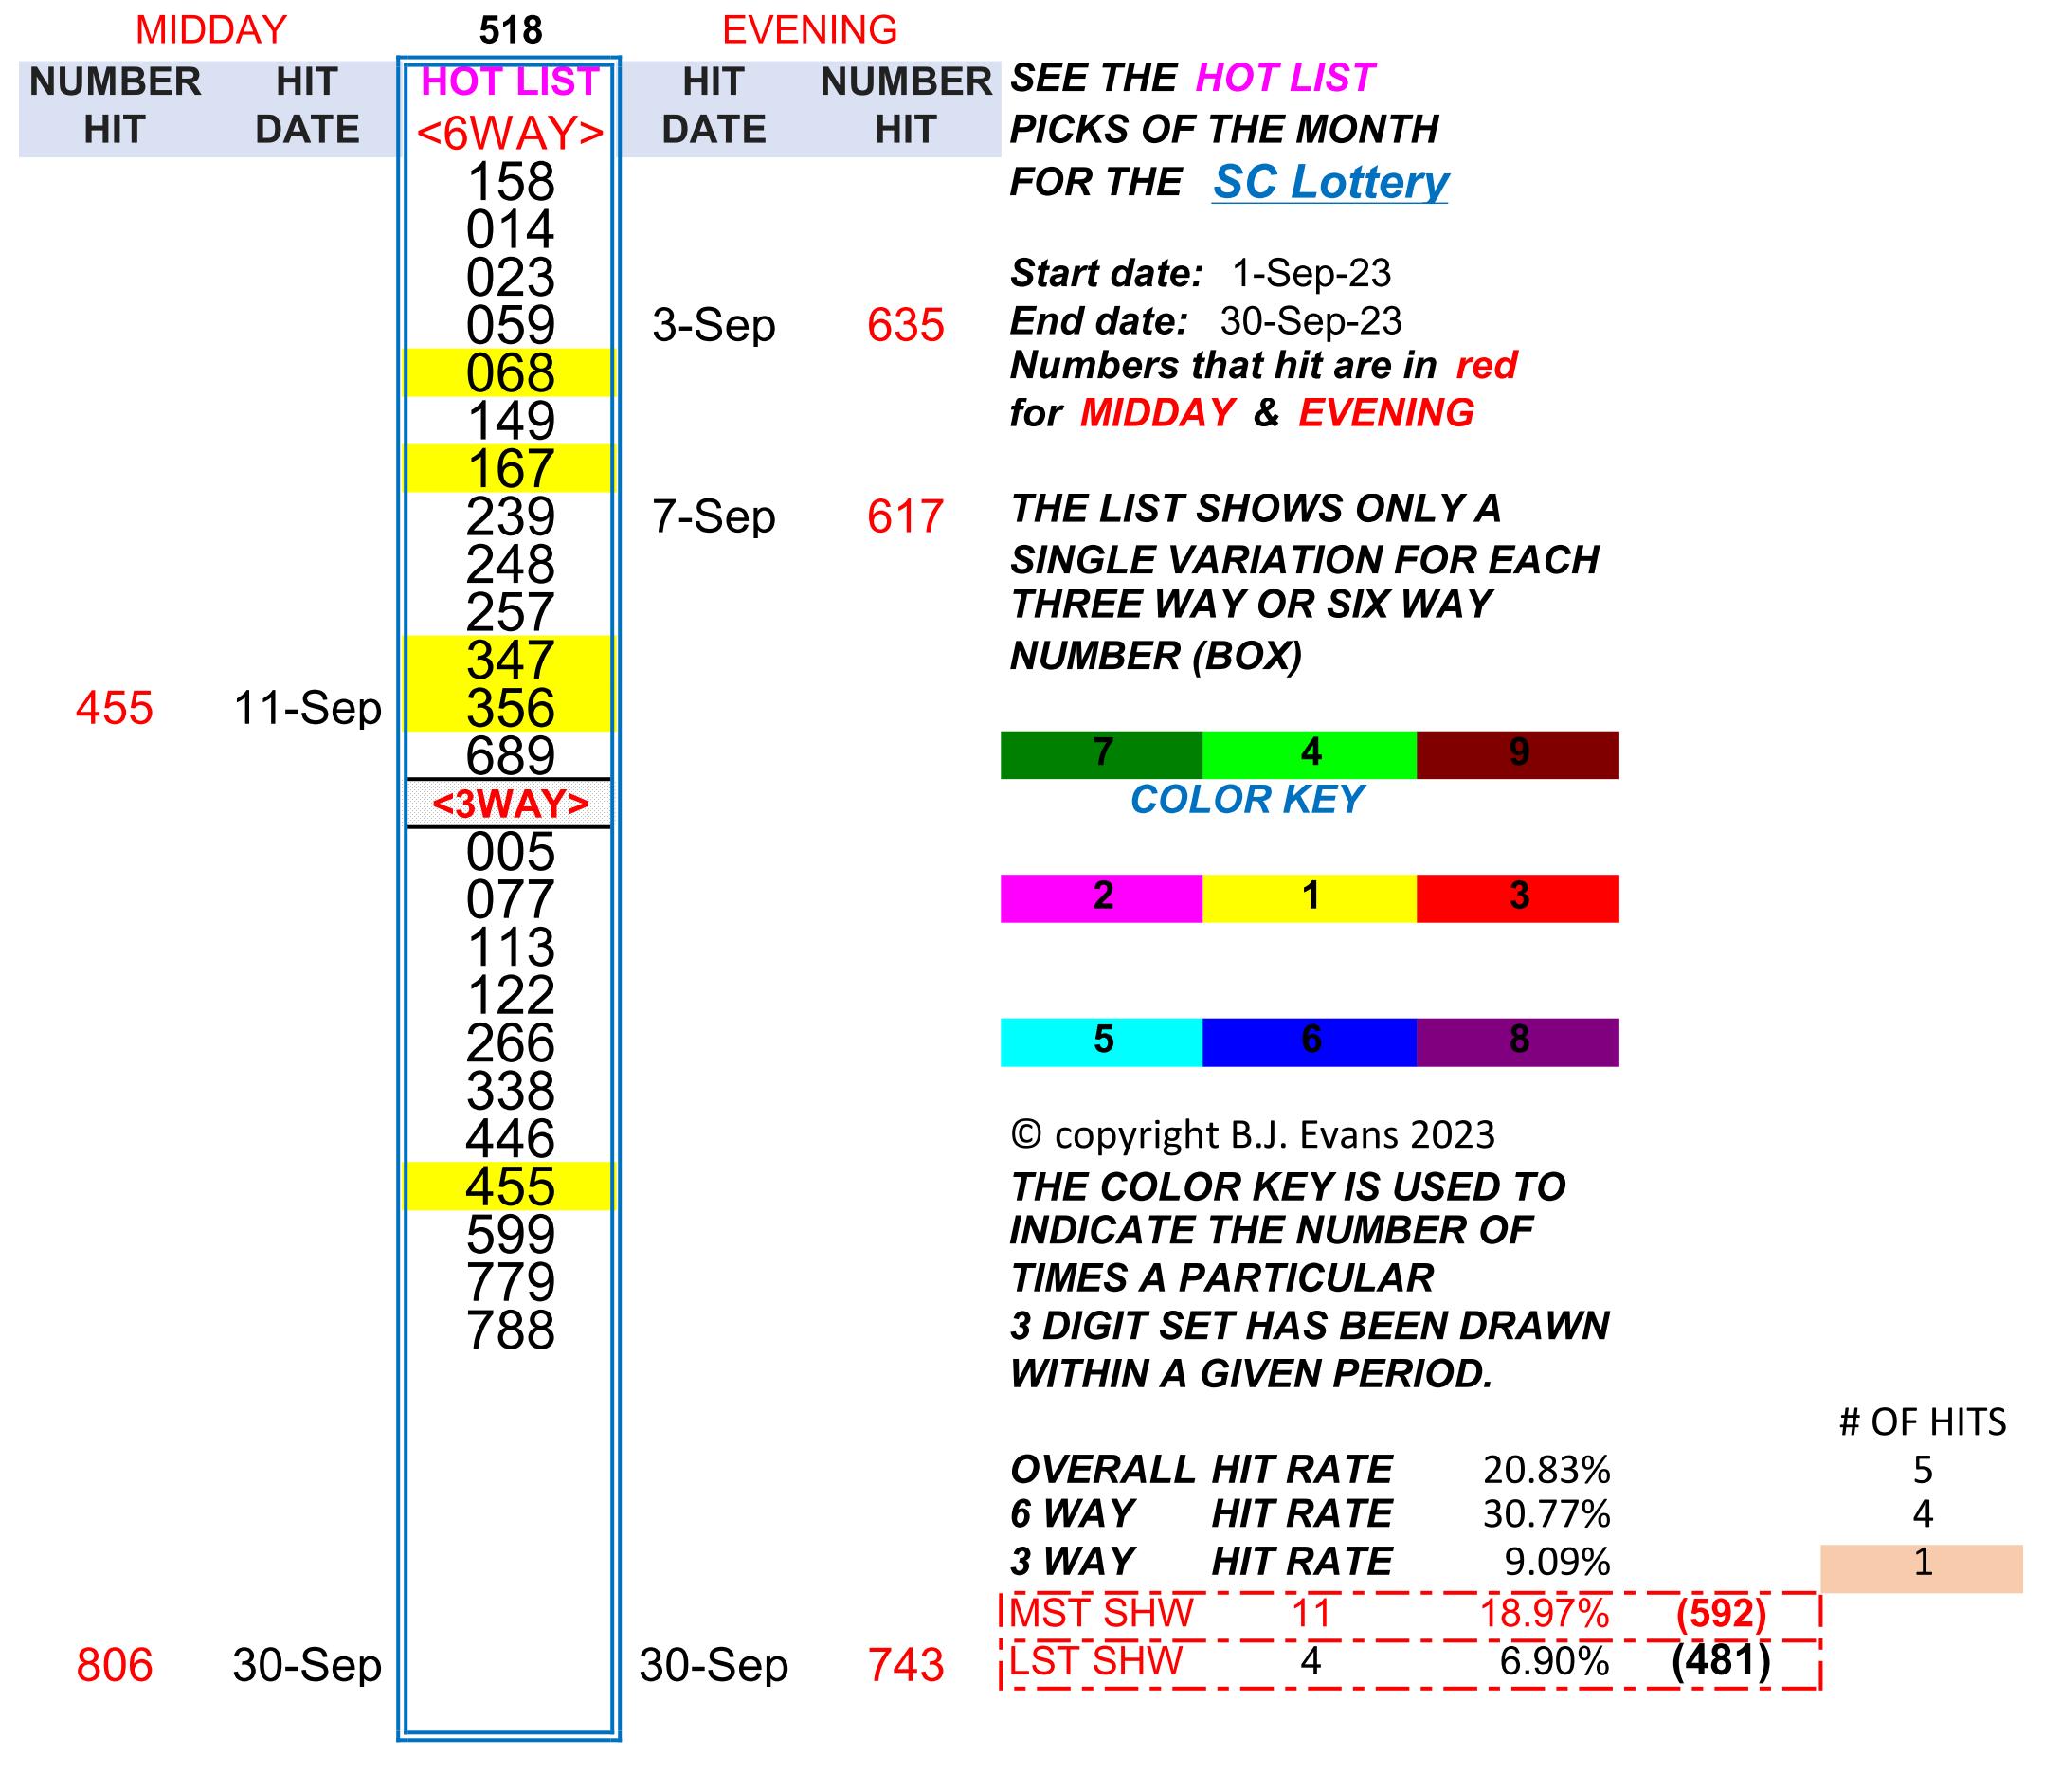 MIDDAY 518 EVENING
NUMBER HIT HOT LIST HIT NUMBER SEE THE HOT LIST
HIT DATE <6WAY> DATE HIT PICKS OF THE MONTH
158 FOR THE SC Lottery
014
023 Start date: 1-Sep-23
059 3-Sep 635 End date: 30-Sep-23
068 Numbers that hit are in red
149 for MIDDAY & EVENING
167
239 7-Sep 617 THE LIST SHOWS ONLY A
248 SINGLE VARIATION FOR EACH
257 THREE WAY OR SIX WAY
347 NUMBER (BOX)
455 11-Sep 356
689 7 4 9
<3WAY> COLOR KEY
005
077 2 1 3
113
122
266 5 6 8
338
446 © copyright B.J. Evans 2023
455 THE COLOR KEY IS USED TO
599 INDICATE THE NUMBER OF
779 TIMES A PARTICULAR
788 3 DIGIT SET HAS BEEN DRAWN
WITHIN A GIVEN PERIOD.
# OF HITS
OVERALL HIT RATE 20.83% 5
6 WAY HIT RATE 30.77% 4
3 WAY HIT RATE 9.09% 1
MST SHW 11 18.97% (592)
806 30-Sep 30-Sep 743 LST SHW 4 6.90% (481)